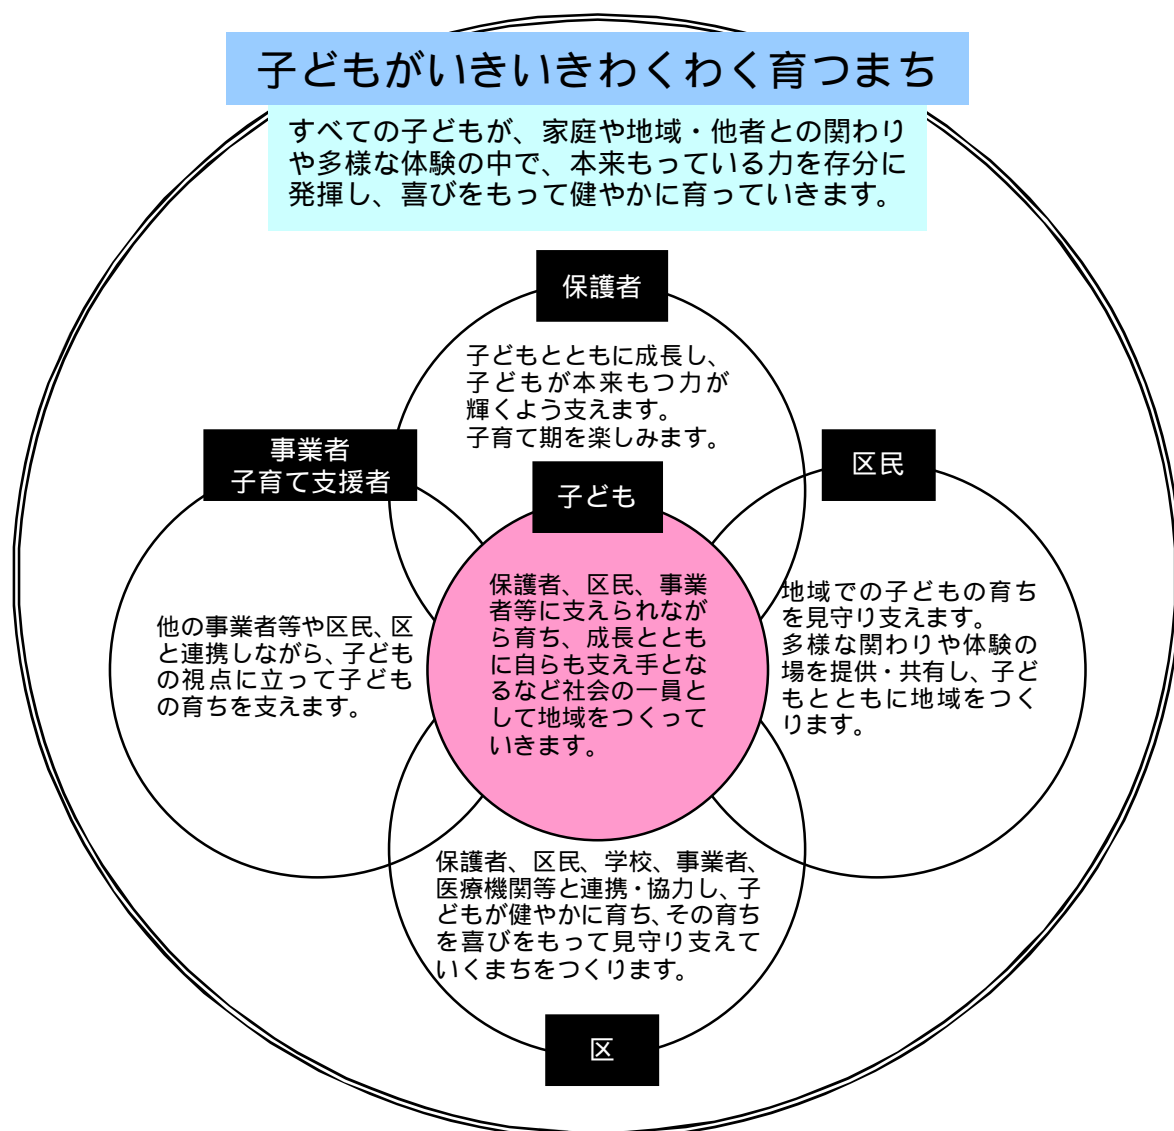 子どもがいきいきわくわく育つまち
すべての子どもが、家庭や地域・他者との関わり
や多様な体験の中で、本来もっている力を存分に
発揮し、喜びをもって健やかに育っていきます。
保護者
子どもとともに成長し、
子どもが本来もつ力が
輝くよう支えます。
子育て期を楽しみます。
事業者
子育て支援者
他の事業者等や区民、区
と連携しながら、子ども
の視点に立って子ども
の育ちを支えます。
子ども
保護者、区民、事業
者等に支えられなが
ら育ち、成長ととも
に自らも支え手とな
るなど社会の一員と
して地域をつくって
いきます。
区民
地域での子どもの育ち
を見守り支えます。
多様な関わりや体験の
場を提供・共有し、子ど
もとともに地域をつく
ります。
保護者、区民、学校、事業者、
医療機関等と連携・協力し、子
どもが健やかに育ち、その育ち
を喜びをもって見守り支えて
いくまちをつくります。
区